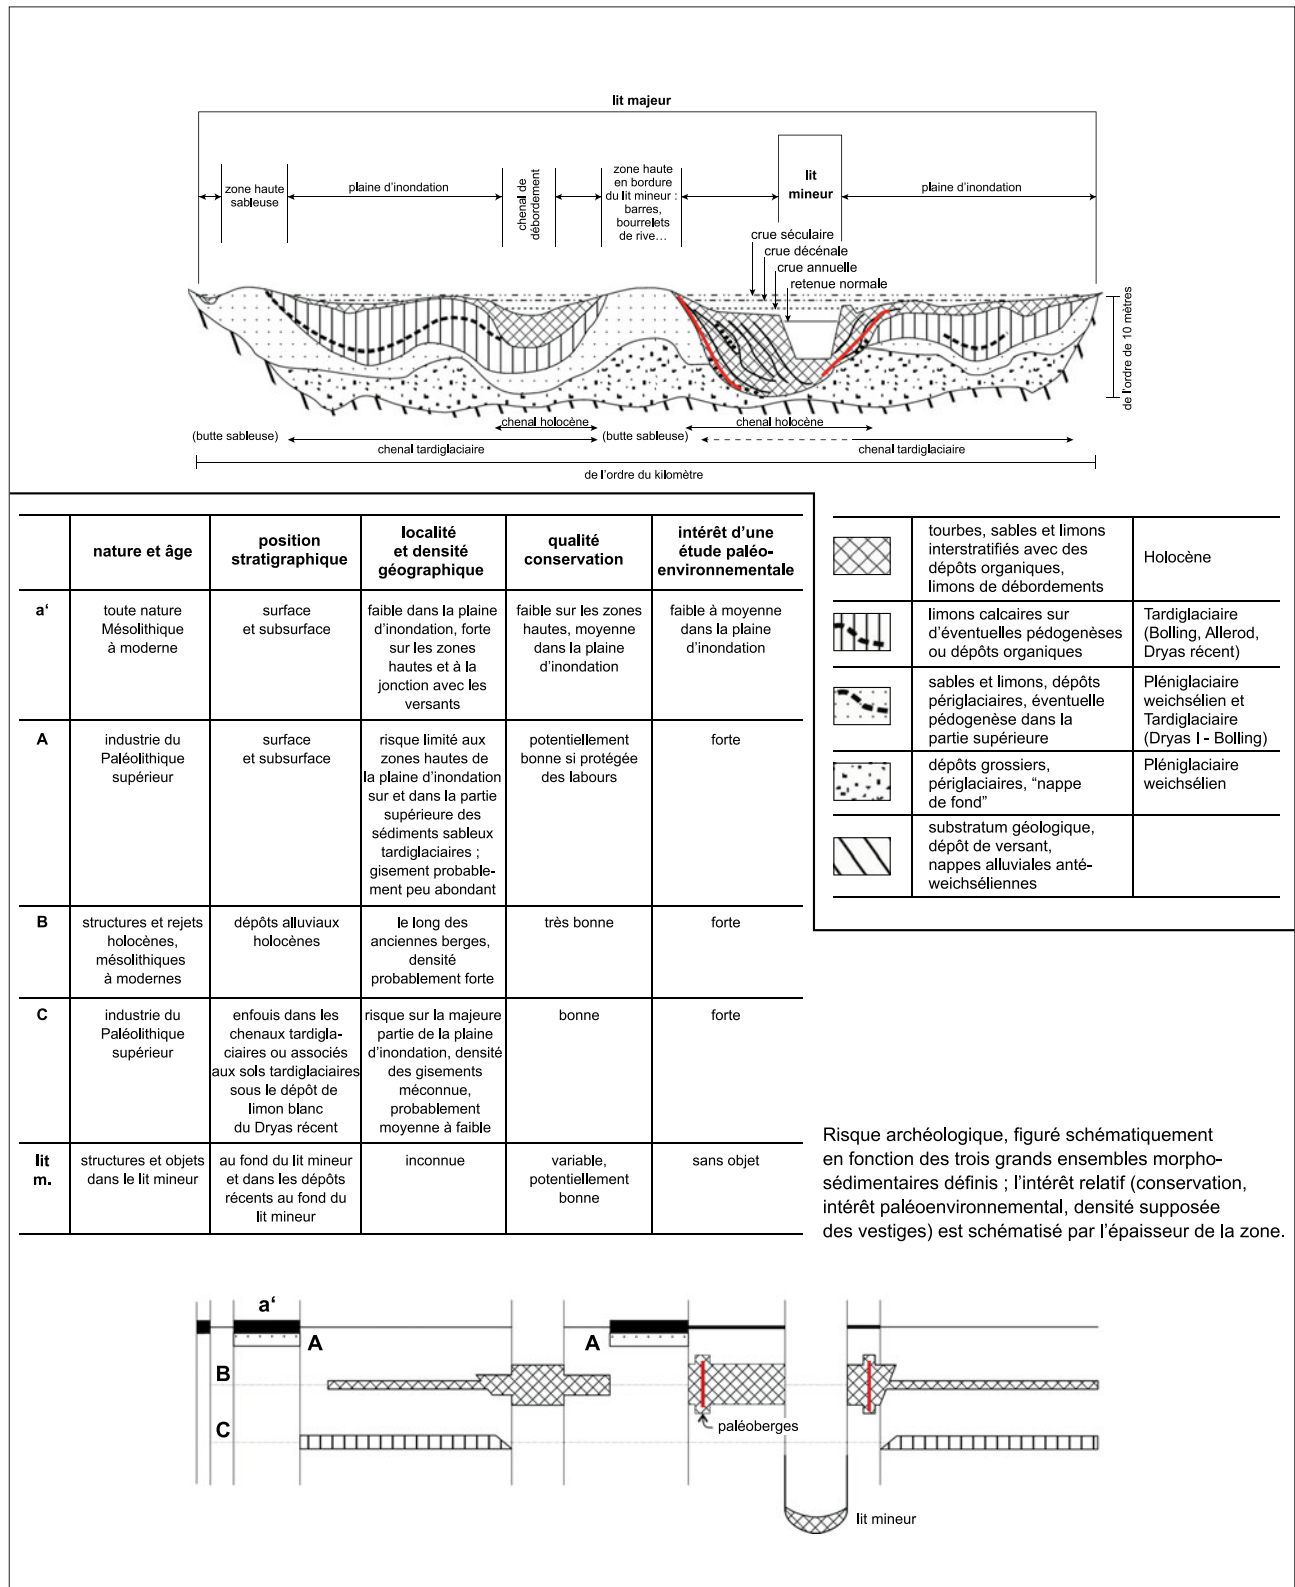 lit majeur
zone haute
sableuse
plaine d'inondation
chenal de
débordement
zone haute
en bordure
du lit mineur :
barres,
bourrelets
de rive…
lit
mineur
plaine d'inondation
crue séculaire
crue décénale
crue annuelle
retenue normale
de l'ordre de 10 mètres
chenal holocène
chenal holocène
(butte sableuse)
(butte sableuse)
chenal tardiglaciaire
chenal tardiglaciaire
de l'ordre du kilomètre
nature et âge
position
stratigraphique
localité
et densité
géographique
qualité
conservation
intérêt d'une
étude paléo-
environnementale
a'
toute nature
Mésolithique
à moderne
surface
et subsurface
faible dans la plaine
d'inondation, forte
sur les zones
hautes et à la
jonction avec les
versants
faible sur les zones
hautes, moyenne
dans la plaine
d'inondation
faible à moyenne
dans la plaine
d'inondation
A
industrie du
Paléolithique
supérieur
surface
et subsurface
risque limité aux
zones hautes de
la plaine d'inondation
sur et dans la partie
supérieure des
sédiments sableux
tardiglaciaires ;
gisement probable-
ment peu abondant
potentiellement
bonne si protégée
des labours
forte
B
structures et rejets
holocènes,
mésolithiques
à modernes
dépôts alluviaux
holocènes
le long des
anciennes berges,
densité
probablement forte
très bonne
forte
C
industrie du
Paléolithique
supérieur
enfouis dans les
chenaux tardigla-
ciaires ou associés
aux sols tardiglaciaires
sous le dépôt de
limon blanc
du Dryas récent
risque sur la majeure
partie de la plaine
d'inondation, densité
des gisements
méconnue,
probablement
moyenne à faible
bonne
forte
lit
m.
structures et objets
dans le lit mineur
au fond du lit mineur
et dans les dépôts
récents au fond du
lit mineur
inconnue
variable,
potentiellement
bonne
sans objet
tourbes, sables et limons
interstratifiés avec des
dépôts organiques,
limons de débordements
Holocène
limons calcaires sur
d'éventuelles pédogenèses
ou dépôts organiques
Tardiglaciaire
(Bolling, Allerod,
Dryas récent)
sables et limons, dépôts
périglaciaires, éventuelle
pédogenèse dans la
partie supérieure
Pléniglaciaire
weichsélien et
Tardiglaciaire
(Dryas I - Bolling)
dépôts grossiers,
périglaciaires, "nappe
de fond"
Pléniglaciaire
weichsélien
substratum géologique,
dépôt de versant,
nappes alluviales anté-
weichséliennes
Risque archéologique, figuré schématiquement
en fonction des trois grands ensembles morpho-
sédimentaires définis ; l'intérêt relatif (conservation,
intérêt paléoenvironnemental, densité supposée
des vestiges) est schématisé par l'épaisseur de la zone.
a'
A
A
B
C
paléoberges
lit mineur